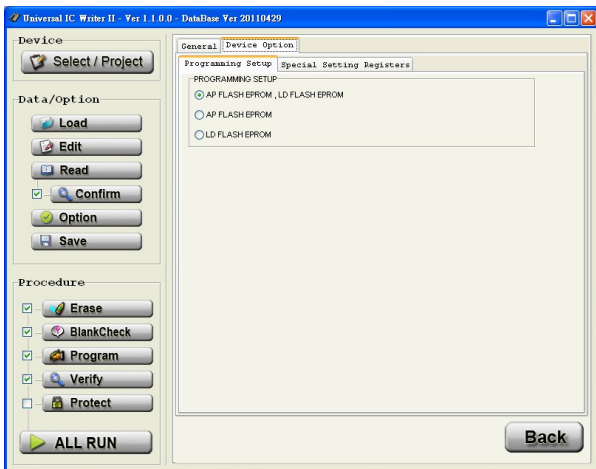 Universal IC Writer II - Ver 1.1.0.0 - DataBase Ver 20110429
Device
Select / Project
Data/Option
Load
Edit
Read
Confirm
Option
Save
Procedure
Erase
BlankCheck
Program
Verify
Protect
ALL RUN
General Device Option
Programming Setup Special Setting Registers
PROGRAMMING SETUP
AP FLASH EPROM , LD FLASH EPROM
AP FLASH EPROM
LD FLASH EPROM
Back